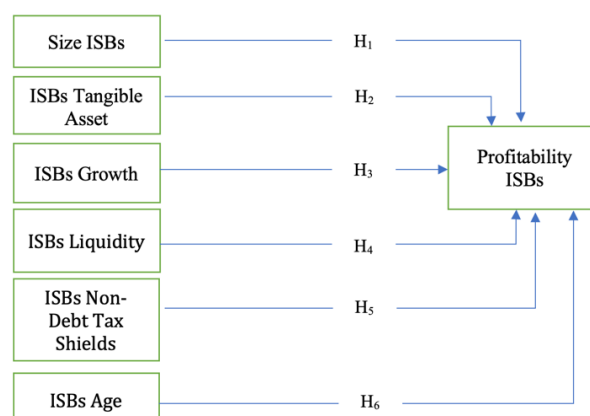 Size ISBs
H₁
ISBs Tangible
Asset
H₂
Profitability
ISBs
ISBs Growth
H₃
ISBs Liquidity
H₄
ISBs Non-
Debt Tax
Shields
H₅
ISBs Age
H₆